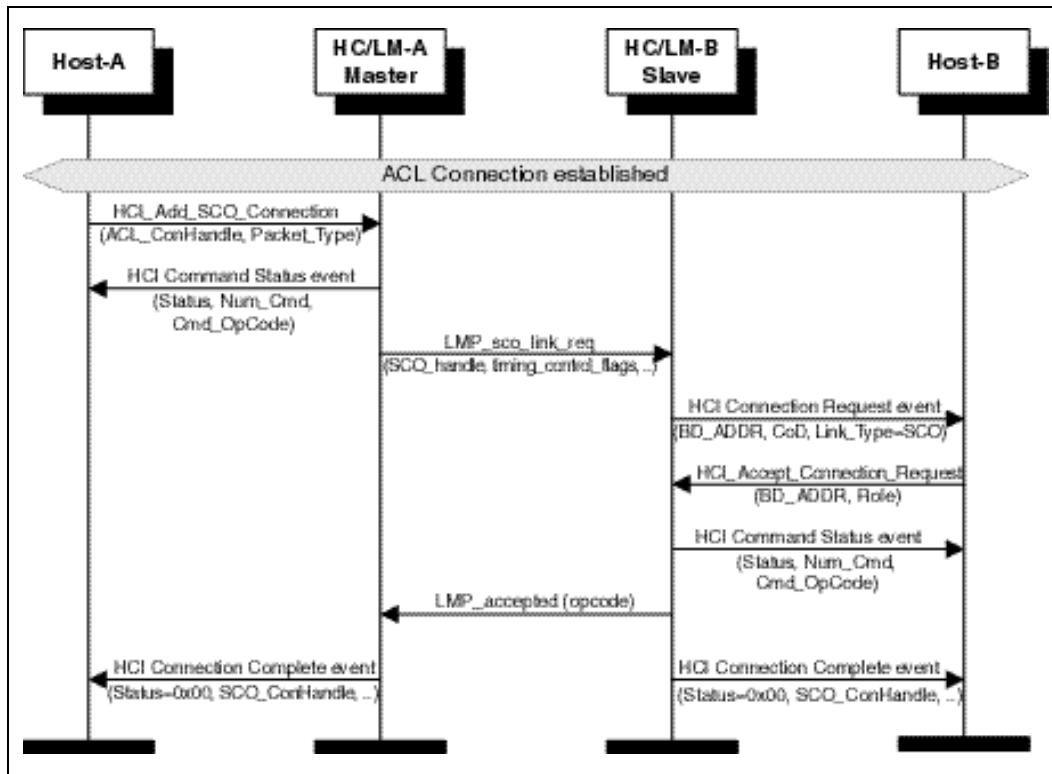 Host-A
HC/LM-A
Master
HC/LM-B
Slave
Host-B
ACL Connection established
HCI_Add_SCO_Connection
(ACL_ConHandle, Packet_Type)
HCI Command Status event
(Status, Num_Cmd,
Cmd_OpCode)
LMP_sco_link_req
(SCO_handle, timing_control_flags, ..)
HCI Connection Request event
(BD_ADDR, CoD, Link_Type=SCO)
HCI_Accept_Connection_Request
(BD_ADDR, Role)
HCI Command Status event
(Status, Num_Cmd,
Cmd_OpCode)
LMP_accepted (opcode)
HCI Connection Complete event
(Status=0x00, SCO_ConHandle, ..)
HCI Connection Complete event
(Status=0x00, SCO_ConHandle, ..)